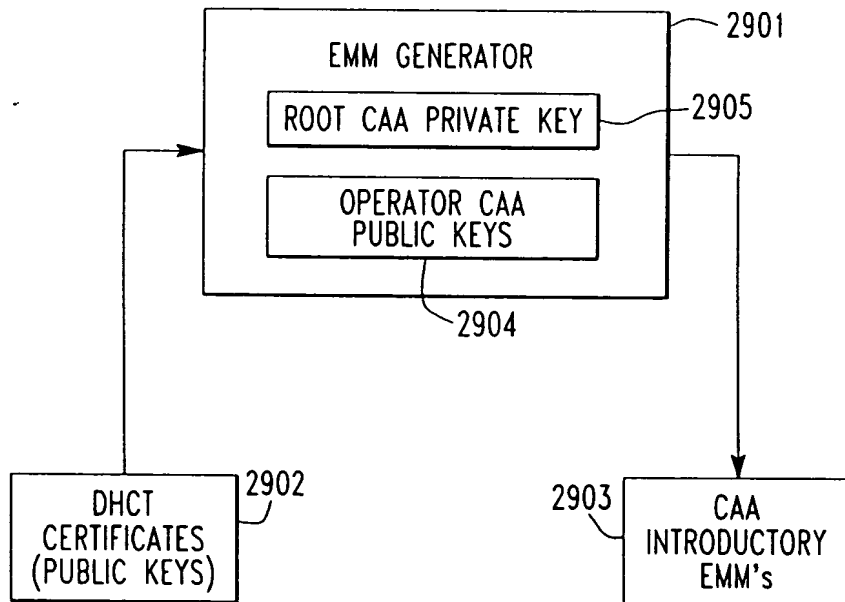 2901
EMM GENERATOR
ROOT CAA PRIVATE KEY
2905
OPERATOR CAA
PUBLIC KEYS
2904
DHCT
CERTIFICATES
(PUBLIC KEYS)
2902
2903
CAA
INTRODUCTORY
EMM's